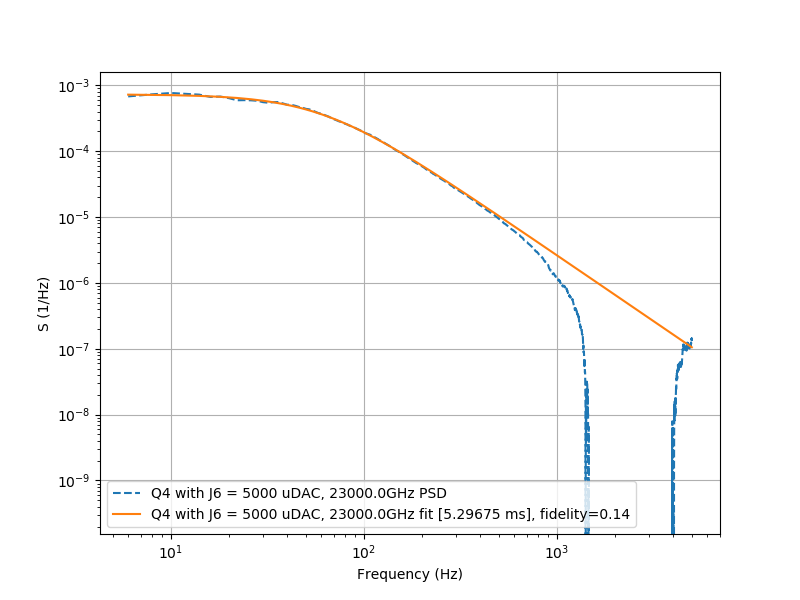 10⁻³
10⁻⁴
10⁻⁵
10⁻⁶
10⁻⁷
10⁻⁸
10⁻⁹
S (1/Hz)
Q4 with J6 = 5000 uDAC, 23000.0GHz PSD
Q4 with J6 = 5000 uDAC, 23000.0GHz fit [5.29675 ms], fidelity=0.14
10¹ 10² 10³
Frequency (Hz)